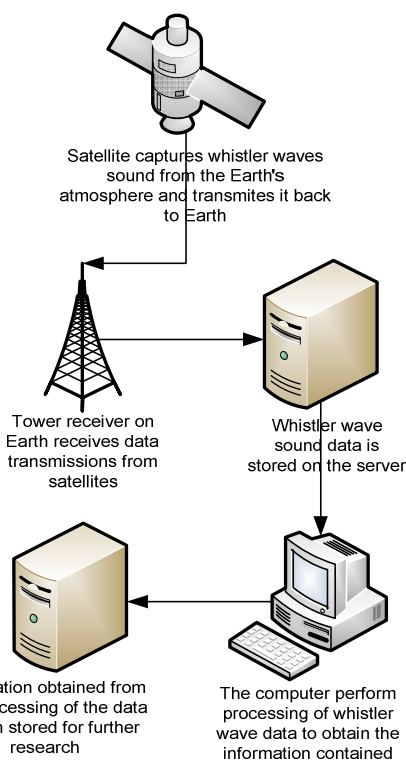 Satellite captures whistler waves
sound from the Earth's
atmosphere and transmites it back
to Earth
Tower receiver on
Earth receives data
transmissions from
satellites
Whistler wave
sound data is
stored on the server
The computer perform
processing of whistler
wave data to obtain the
information contained
obtained from
of the data
stored for further
research